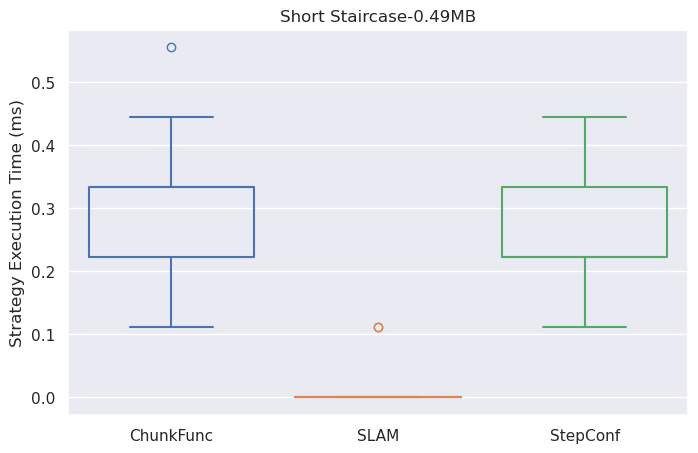 Short Staircase-0.49MB
Strategy Execution Time (ms)
0.5
0.4
0.3
0.2
0.1
0.0
ChunkFunc
SLAM
StepConf